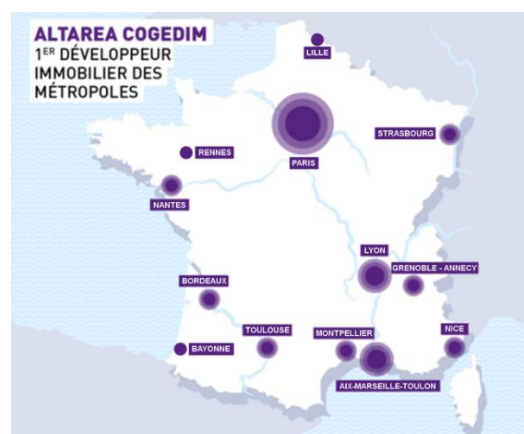 ALTAREA COGEDIM
1ER DÉVELOPPEUR
IMMOBILIER DES
MÉTROPOLES
LILLE
STRASBOURG
RENNES
PARIS
NANTES
LYON
GRENOBLE - ANNECY
BORDEAUX
TOULOUSE
MONTPELLIER
NICE
BAYONNE
AIX-MARSEILLE-TOULON